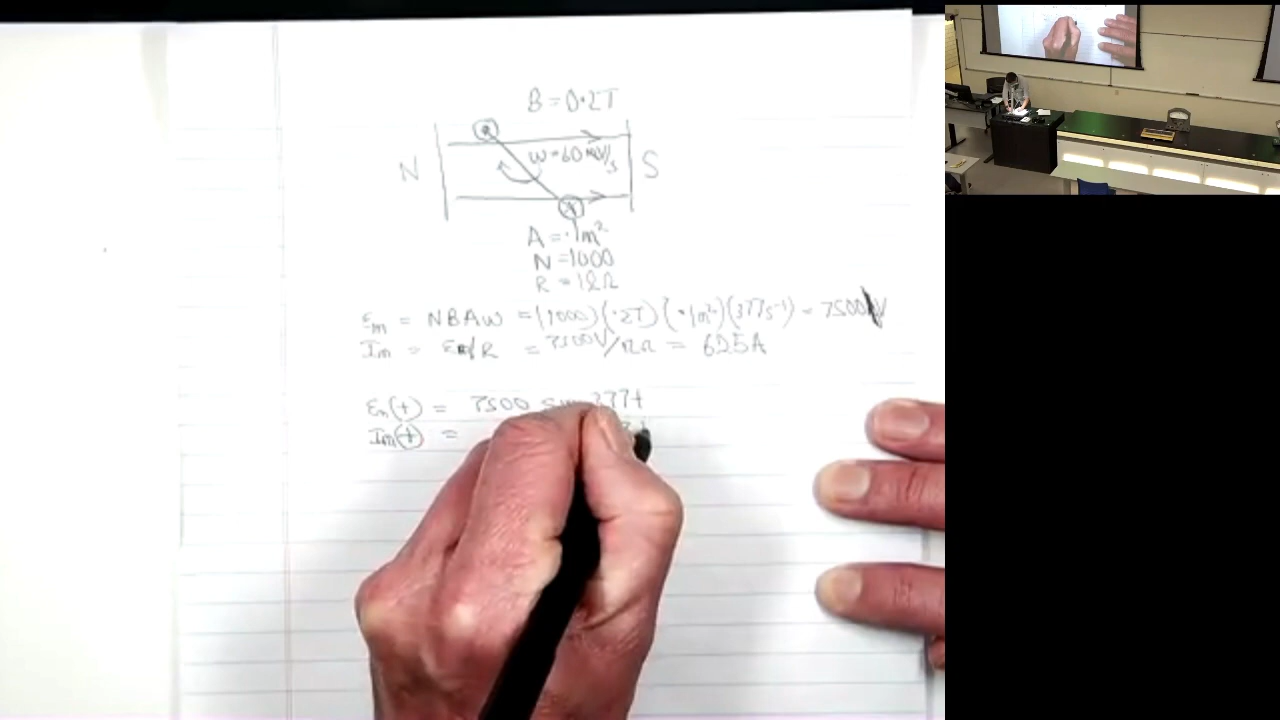 B = 0.2T
N
ω = 60 rev/s
S
A = .1m²
N = 1000
R = 12Ω
εm = NBAω = (1000)(.2T)(.1m²)(377s⁻¹) = 7500V
Im = εm/R = 7500V/12Ω = 625A
εm(t) = 7500 sin 377t
Im(t) =